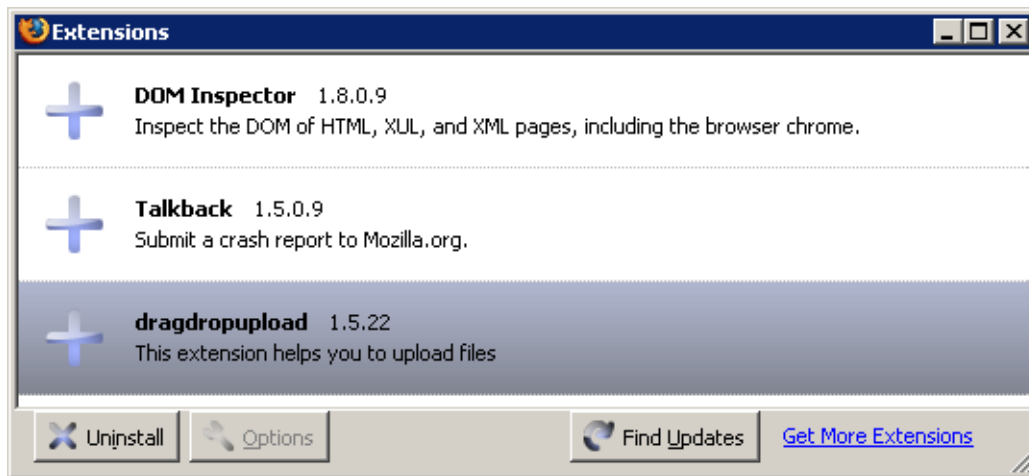 Extensions
DOM Inspector 1.8.0.9
Inspect the DOM of HTML, XUL, and XML pages, including the browser chrome.
Talkback 1.5.0.9
Submit a crash report to Mozilla.org.
dragdropupload 1.5.22
This extension helps you to upload files
Uninstall Options Find Updates Get More Extensions